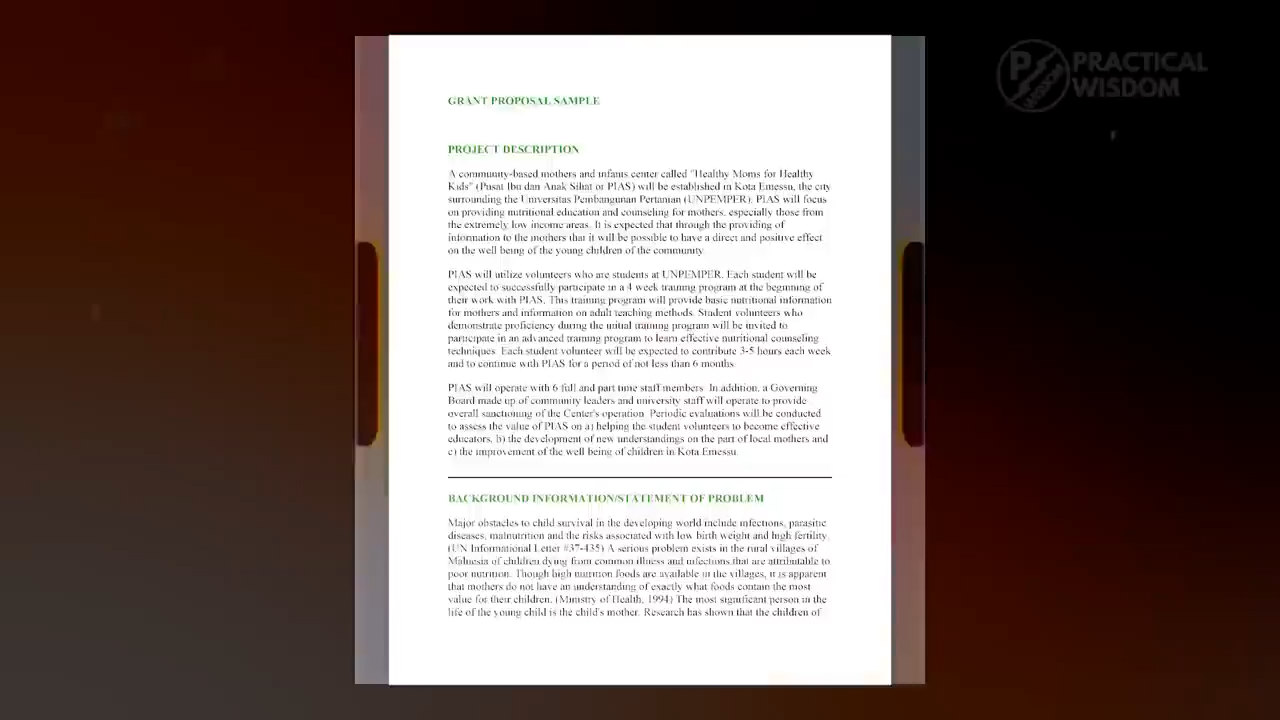 GRANT PROPOSAL SAMPLE
PROJECT DESCRIPTION
A community-based mothers and infants center called "Healthy Moms for Healthy
Kids" (Pusat Ibu dan Anak Sihat or PIAS) will be established in Kota Emessu, the city
surrounding the Universitas Pembangunan Pertanian (UNPEMPER). PIAS will focus
on providing nutritional education and counseling for mothers, especially those from
the extremely low income areas. It is expected that through the providing of
information to the mothers that it will be possible to have a direct and positive effect
on the well being of the young children of the community.
PIAS will utilize volunteers who are students at UNPEMPER. Each student will be
expected to successfully participate in a 4 week training program at the beginning of
their work with PIAS. This training program will provide basic nutritional information
for mothers and information on adult teaching methods. Student volunteers who
demonstrate proficiency during the initial training program will be invited to
participate in an advanced training program to learn effective nutritional counseling
techniques. Each student volunteer will be expected to contribute 3-5 hours each week
and to continue with PIAS for a period of not less than 6 months.
PIAS will operate with 6 full and part time staff members. In addition, a Governing
Board made up of community leaders and university staff will operate to provide
overall sanctioning of the Center's operation. Periodic evaluations will be conducted
to assess the value of PIAS on a) helping the student volunteers to become effective
educators, b) the development of new understandings on the part of local mothers and
c) the improvement of the well being of children in Kota Emessu.
BACKGROUND INFORMATION/STATEMENT OF PROBLEM
Major obstacles to child survival in the developing world include infections, parasitic
diseases, malnutrition and the risks associated with low birth weight and high fertility.
(UN Informational Letter #37-435) A serious problem exists in the rural villages of
Maluesia of children dying from common illness and infections that are attributable to
poor nutrition. Though high nutrition foods are available in the villages, it is apparent
that mothers do not have an understanding of exactly what foods contain the most
value for their children. (Ministry of Health, 1994) The most significant person in the
life of the young child is the child's mother. Research has shown that the children of
PRACTICAL
WISDOM
P
WISDOM